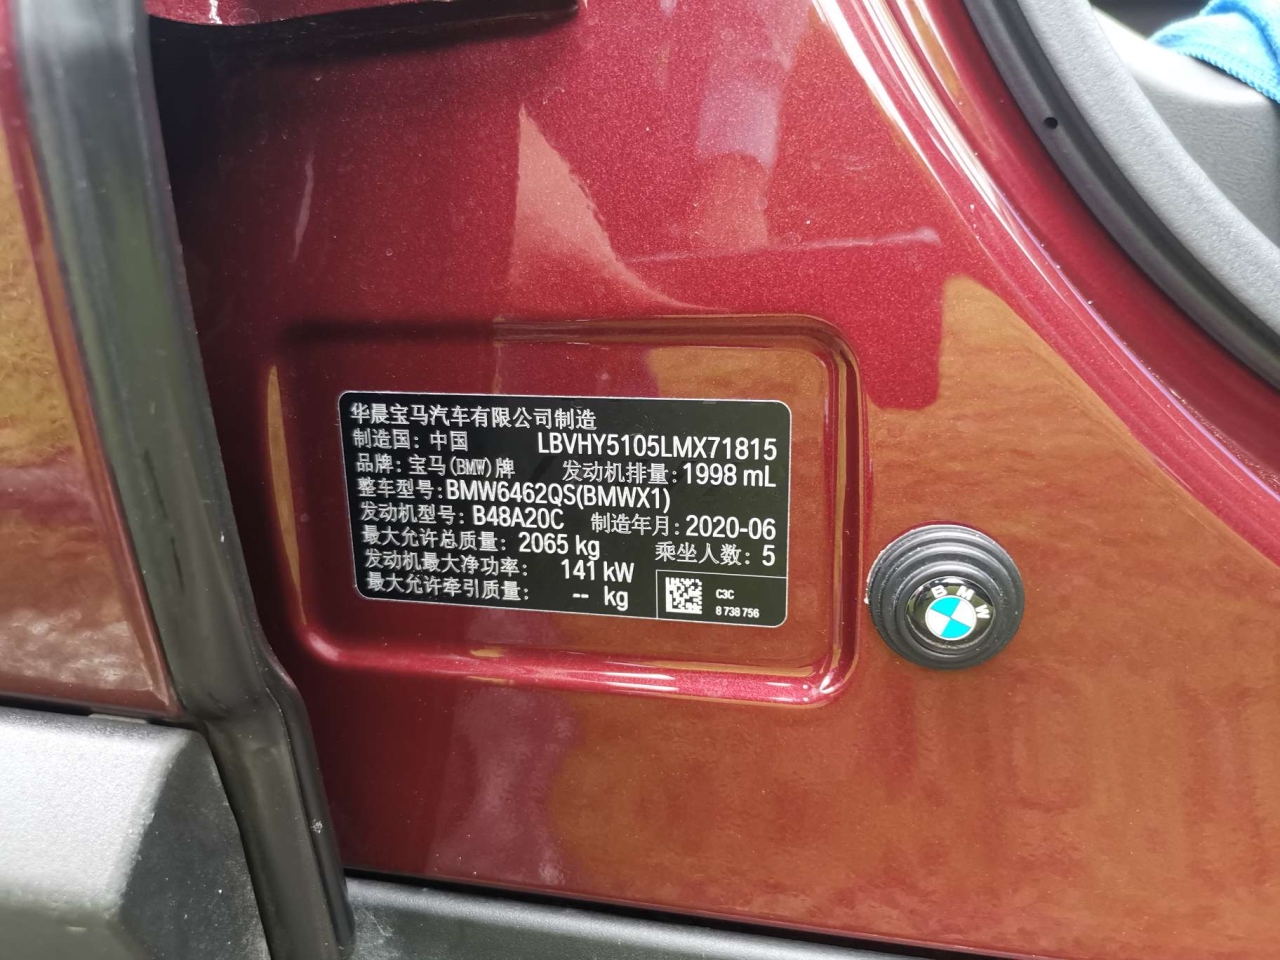 华晨宝马汽车有限公司制造
制造国：中国 LBVHY5105LMX71815
品牌：宝马(BMW)牌 发动机排量：1998 mL
整车型号：BMW6462QS(BMWX1)
发动机型号：B48A20C 制造年月：2020-06
最大允许总质量：2065 kg 乘坐人数：5
发动机最大净功率： 141 kW
最大允许牵引质量： -- kg
C3C
8 738 756
BMW